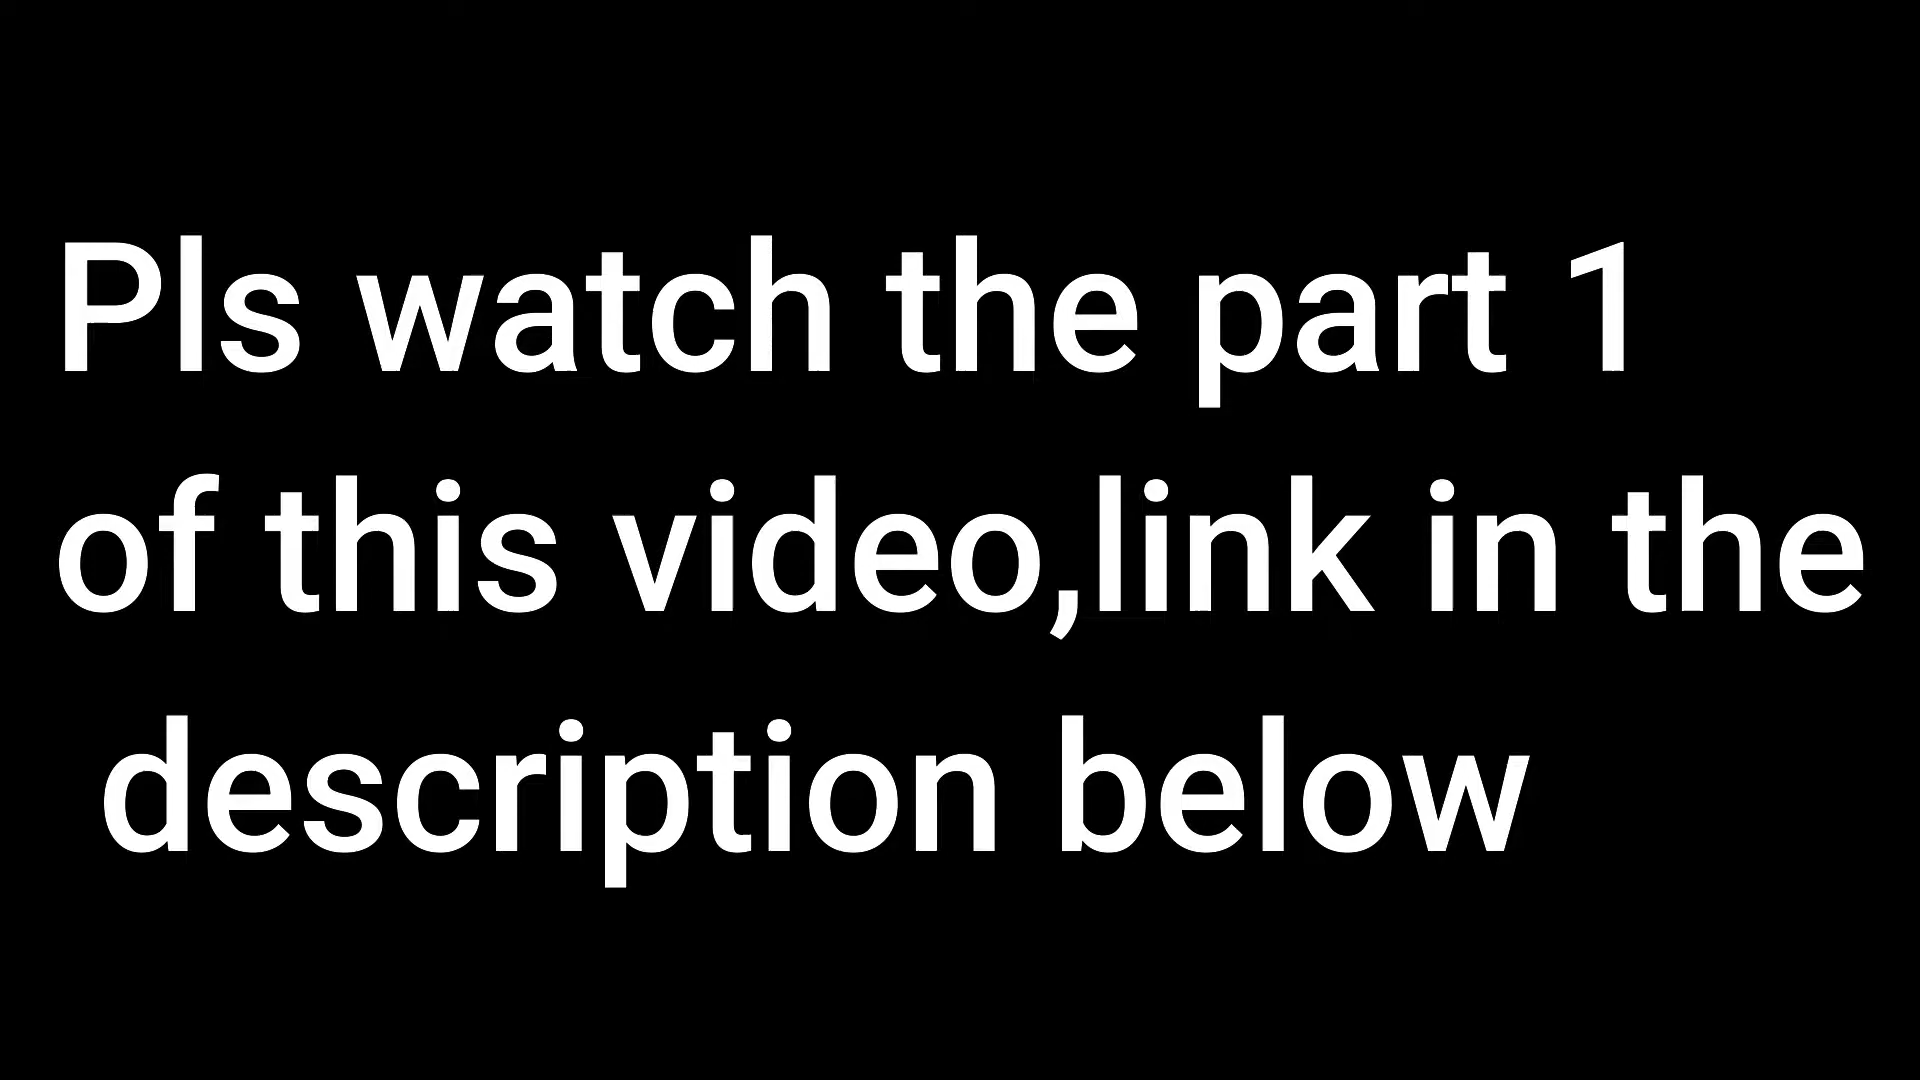 Pls watch the part 1
of this video,link in the
description below